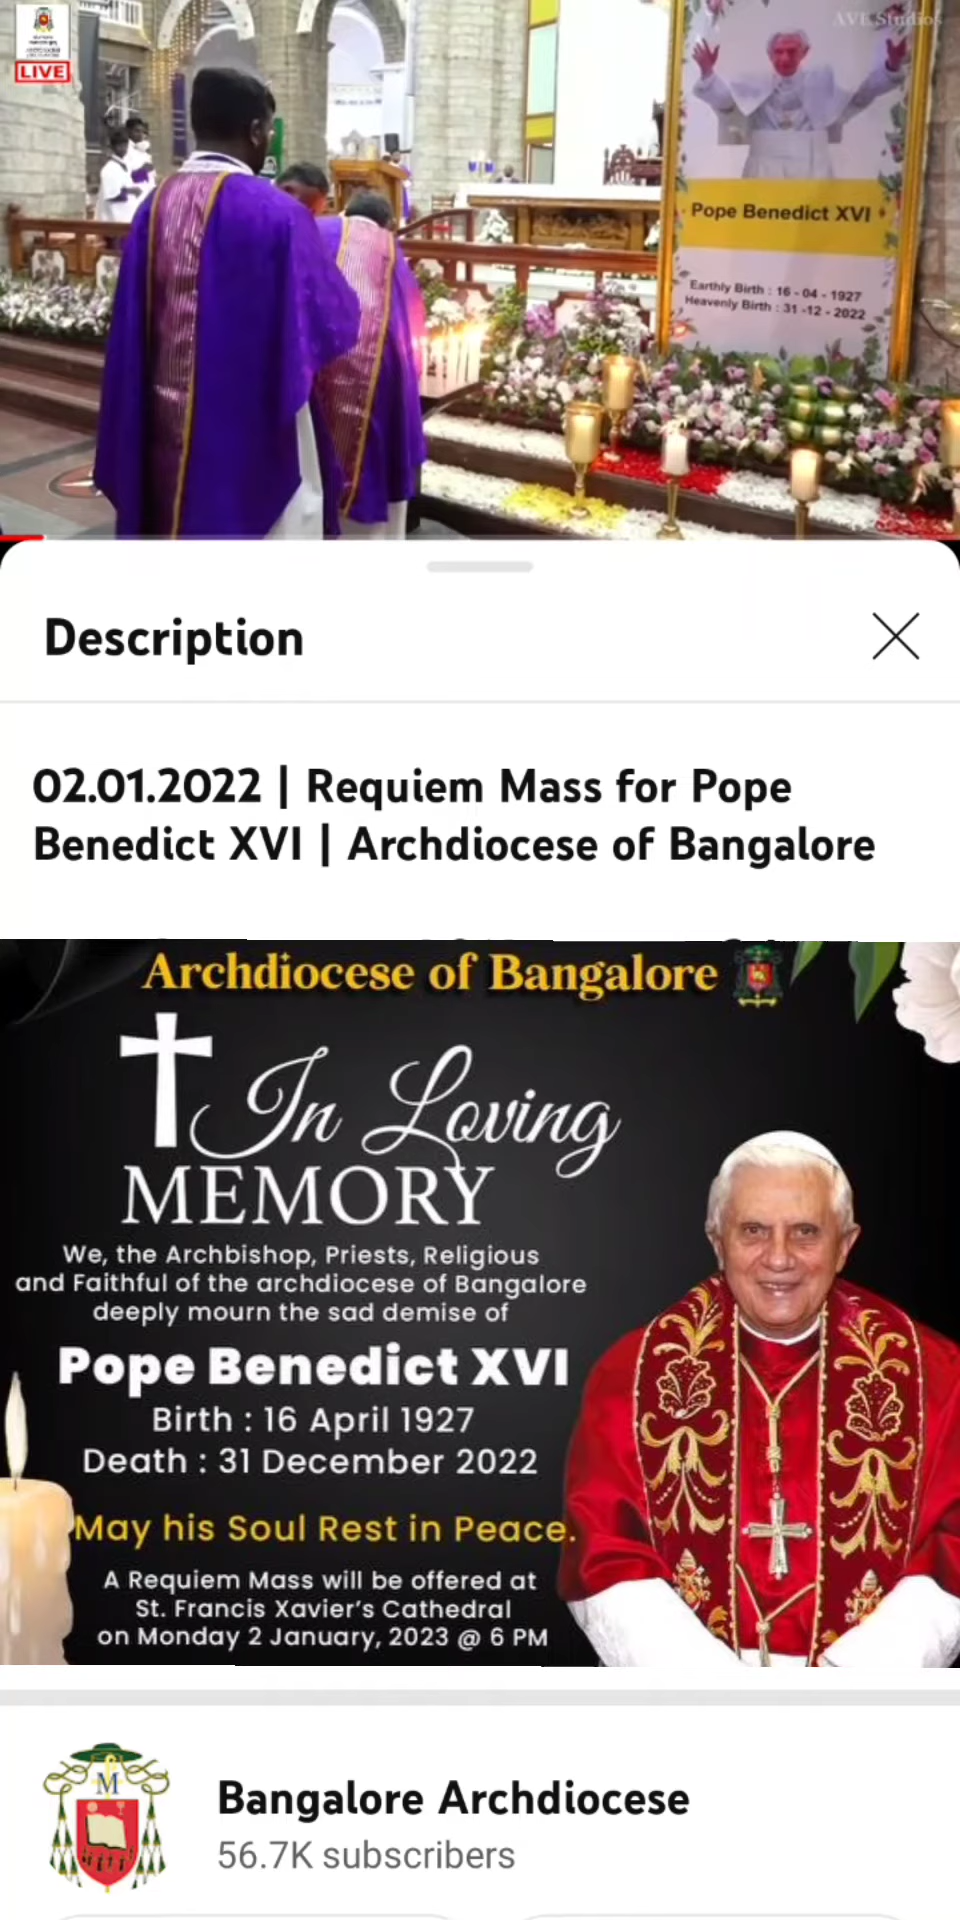 AVE Studios
LIVE
Pope Benedict XVI
Earthly Birth : 16 - 04 - 1927
Heavenly Birth : 31 -12 - 2022
Description
02.01.2022 | Requiem Mass for Pope
Benedict XVI | Archdiocese of Bangalore
Archdiocese of Bangalore
In Loving
MEMORY
We, the Archbishop, Priests, Religious
and Faithful of the archdiocese of Bangalore
deeply mourn the sad demise of
Pope Benedict XVI
Birth : 16 April 1927
Death : 31 December 2022
May his Soul Rest in Peace.
A Requiem Mass will be offered at
St. Francis Xavier's Cathedral
on Monday 2 January, 2023 @ 6 PM
M
Bangalore Archdiocese
56.7K subscribers